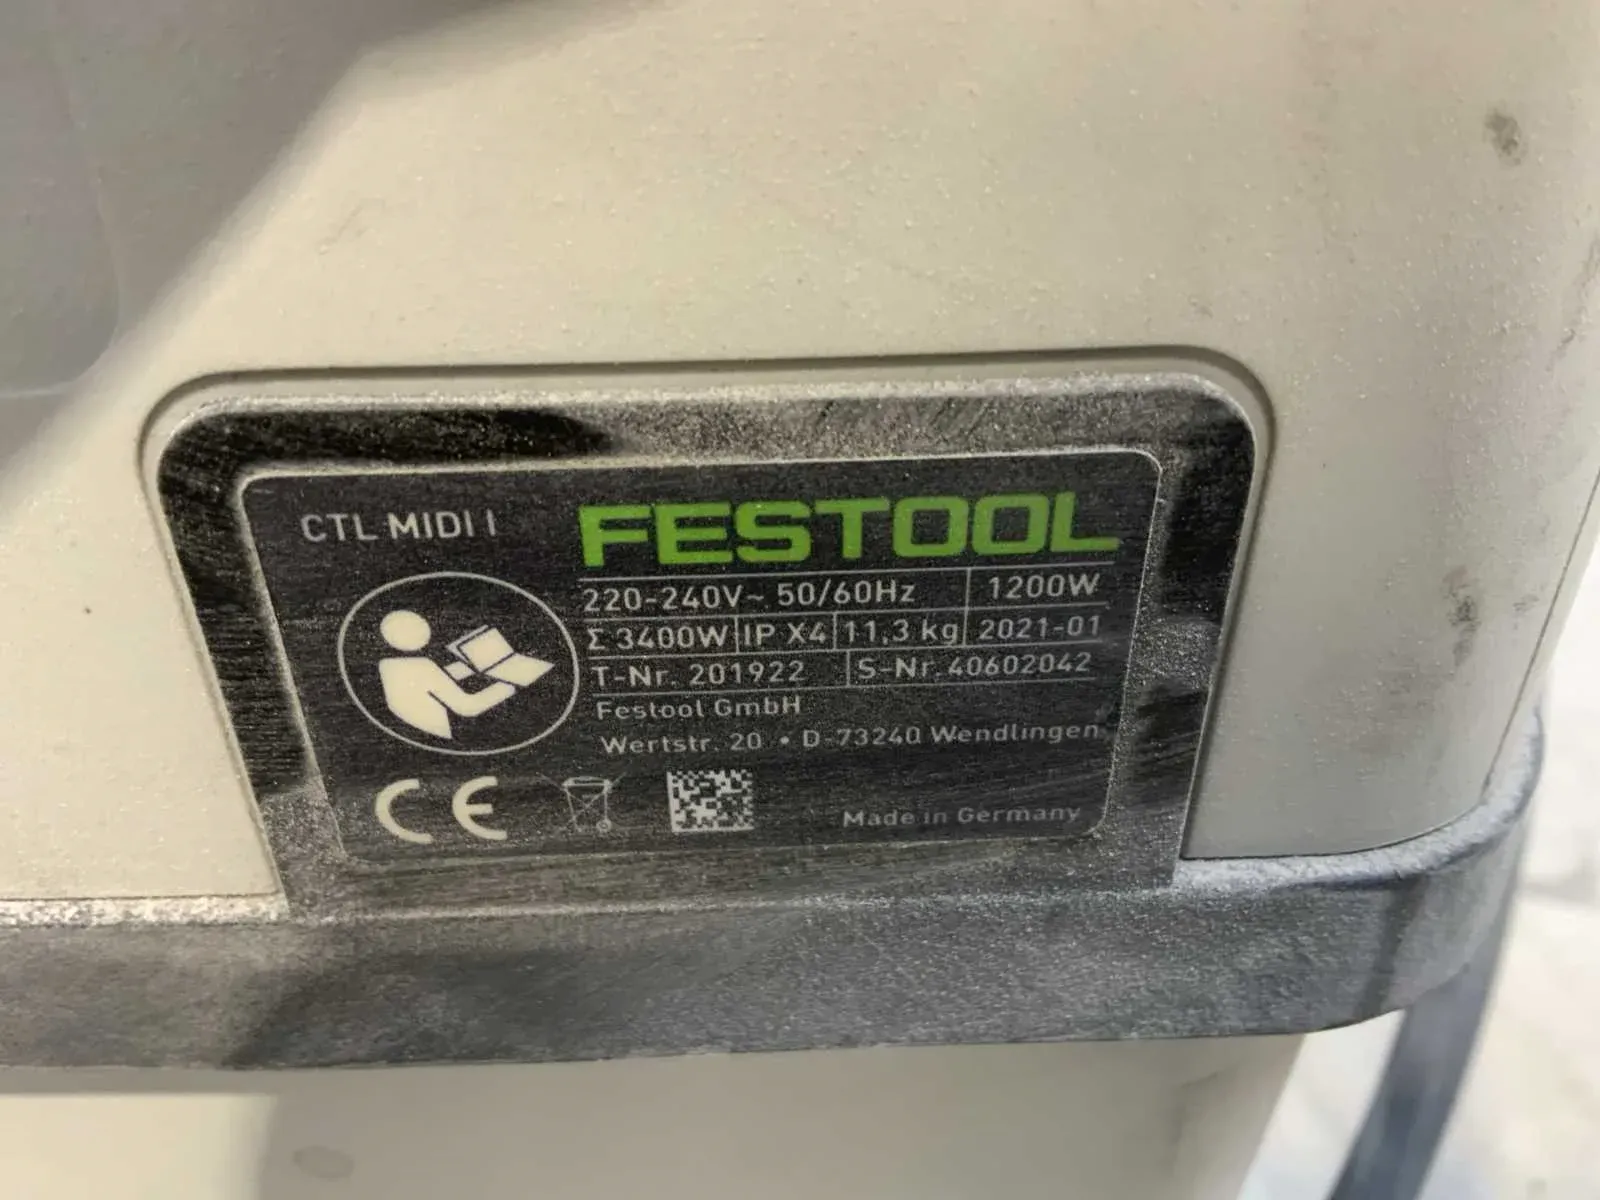 CTL MIDI I
FESTOOL
220-240V~ 50/60Hz 1200W
Σ 3400W IP X4 11,3 kg 2021-01
T-Nr. 201922 S-Nr. 40602042
Festool GmbH
Wertstr. 20 • D-73240 Wendlingen
CE
Made in Germany